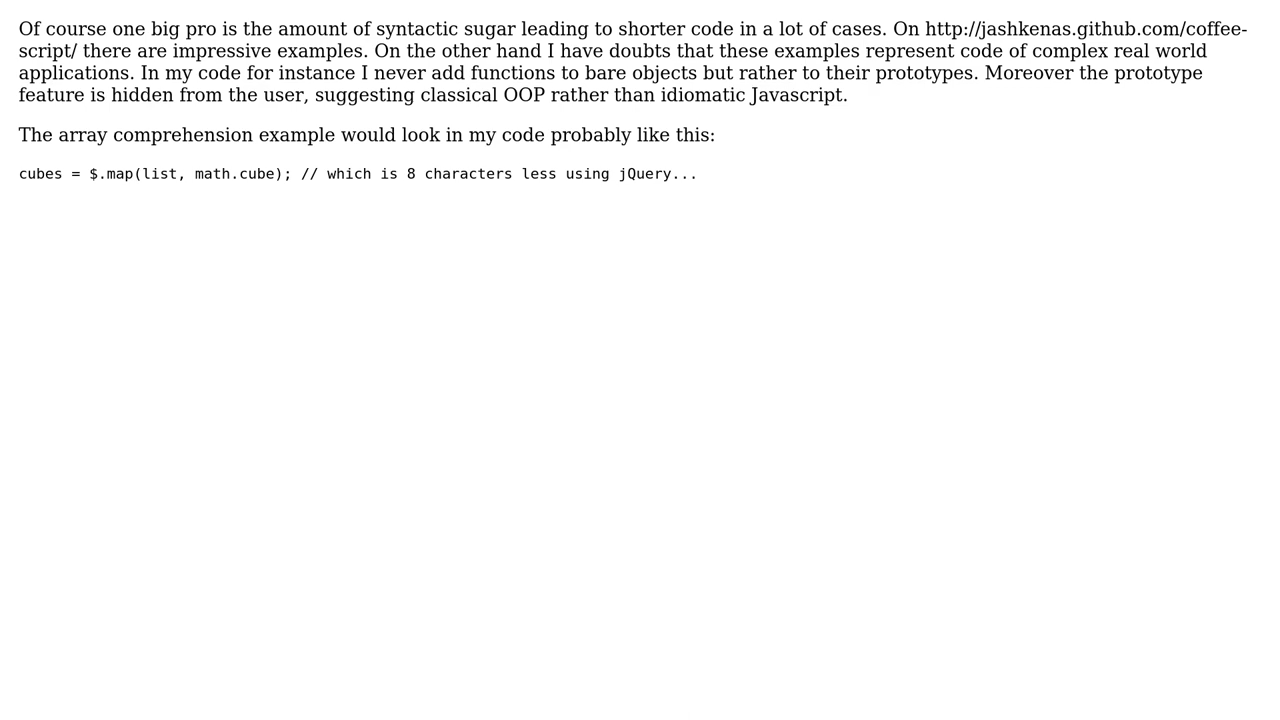 Of course one big pro is the amount of syntactic sugar leading to shorter code in a lot of cases. On http://jashkenas.github.com/coffee-
script/ there are impressive examples. On the other hand I have doubts that these examples represent code of complex real world
applications. In my code for instance I never add functions to bare objects but rather to their prototypes. Moreover the prototype
feature is hidden from the user, suggesting classical OOP rather than idiomatic Javascript.
The array comprehension example would look in my code probably like this:
cubes = $.map(list, math.cube); // which is 8 characters less using jQuery...